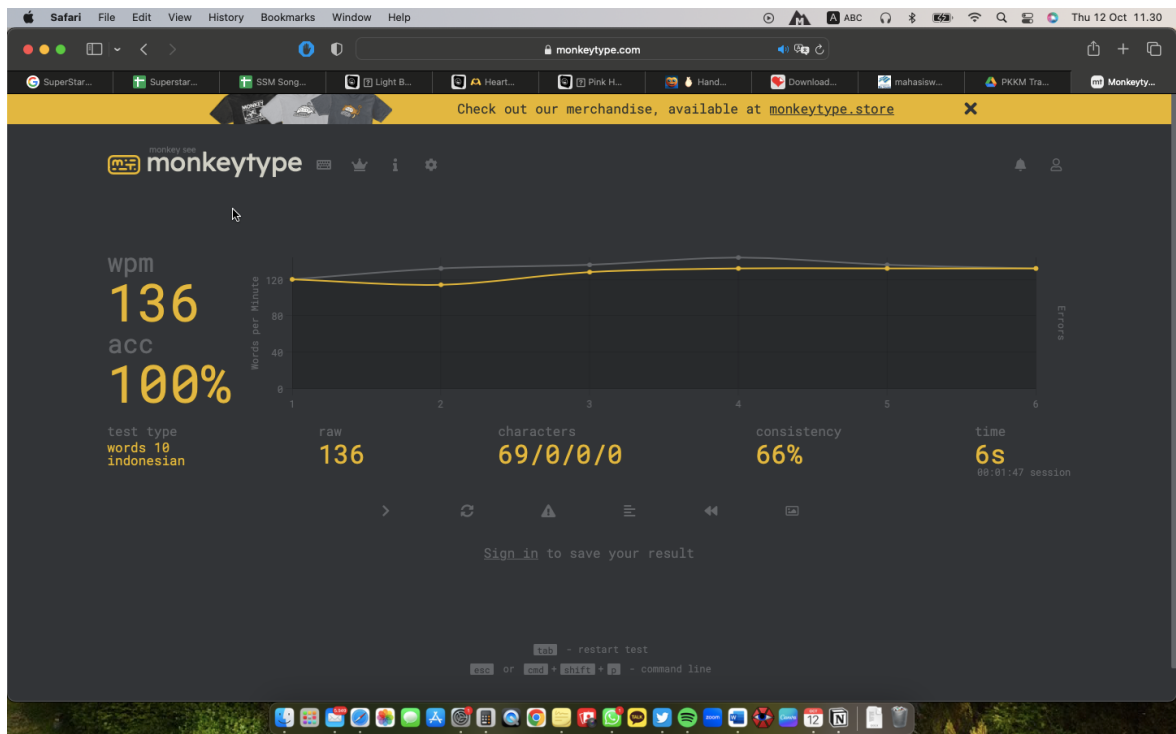 Safari File Edit View History Bookmarks Window Help A ABC Thu 12 Oct 11.30
monkeytype.com
SuperStar... Superstar... SSM Song... Light B... Heart... Pink H... Hand... Download... mahasisw... PKKM Tra... mt Monkeyty...
Check out our merchandise, available at monkeytype.store
monkey see
monkeytype
wpm
136
acc
100%
Words per Minute
120
80
40
0
1 2 3 4 5 6
Errors
test type
words 10
indonesian
raw
136
characters
69/0/0/0
consistency
66%
time
6s
00:01:47 session
Sign in to save your result
tab - restart test
esc or cmd + shift + p - command line